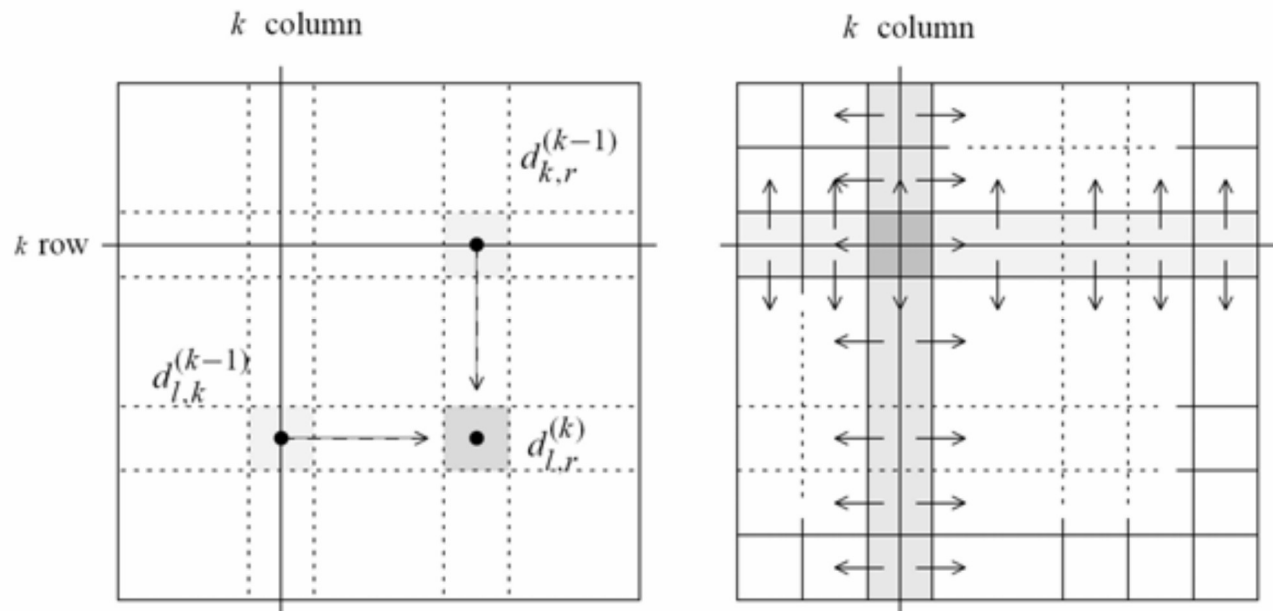 k column
k column
d_{k,r}^{(k-1)}
k row
d_{l,k}^{(k-1)}
d_{l,r}^{(k)}